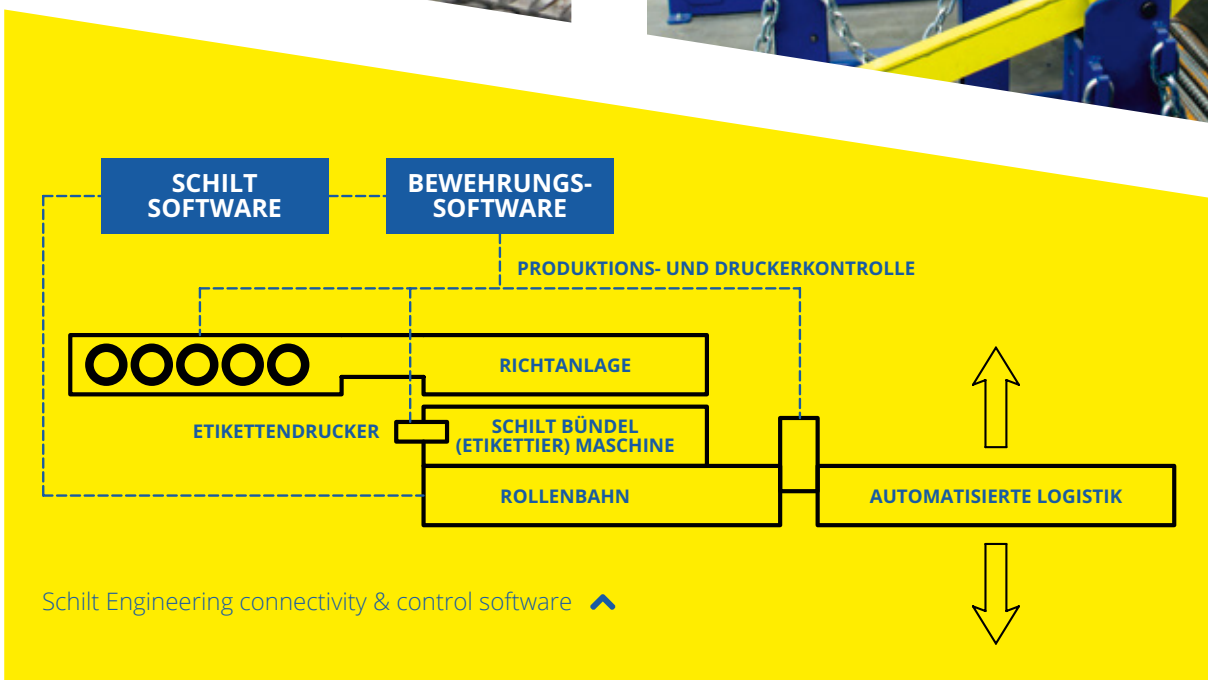 SCHILT
SOFTWARE
BEWEHRUNGS-
SOFTWARE
PRODUKTIONS- UND DRUCKERKONTROLLE
RICHTANLAGE
ETIKETTENDRUCKER
SCHILT BÜNDEL
(ETIKETTIER) MASCHINE
ROLLENBAHN
AUTOMATISIERTE LOGISTIK
Schilt Engineering connectivity & control software